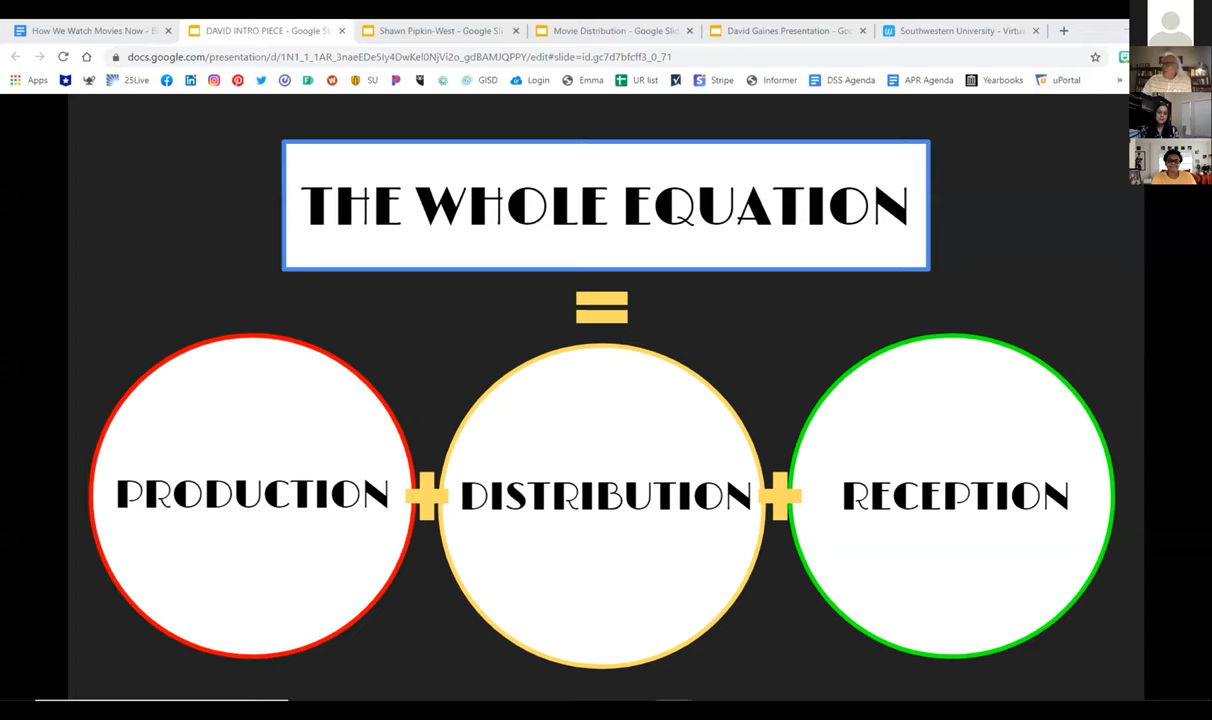 How We Watch Movies Now - E
DAVID INTRO PIECE - Google Sl
Shawn Pipkin-West - Google Sl
Movie Distribution - Google Slid
David Gaines Presentation - Goo
Southwestern University - Virtu
docs.google.com/presentation/d/1N1_1_1AR_3naeEDe5Iy4DwKel0NjVi2o_gdBAMJQPPY/edit#slide=id.gc7d7bfcff3_0_71
Apps
25Live
SU
GISD
Login
Emma
UR list
Stripe
Informer
DSS Agenda
APR Agenda
Yearbooks
uPortal
THE WHOLE EQUATION
=
PRODUCTION + DISTRIBUTION + RECEPTION